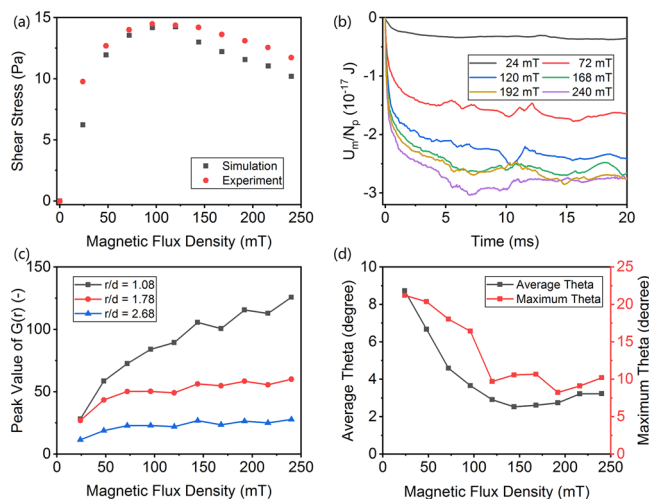 (a)
Shear Stress (Pa)
15
10
5
0
Simulation
Experiment
0 50 100 150 200 250
Magnetic Flux Density (mT)
(b)
Um/Np (10-17 J)
0
-1
-2
-3
24 mT 72 mT
120 mT 168 mT
192 mT 240 mT
0 5 10 15 20
Time (ms)
(c)
Peak Value of G(r) (-)
150
100
50
0
r/d = 1.08
r/d = 1.78
r/d = 2.68
0 50 100 150 200 250
Magnetic Flux Density (mT)
(d)
Average Theta (degree)
10
8
6
4
2
0
Average Theta
Maximum Theta
25
20
15
10
5
0
Maximum Theta (degree)
0 50 100 150 200 250
Magnetic Flux Density (mT)